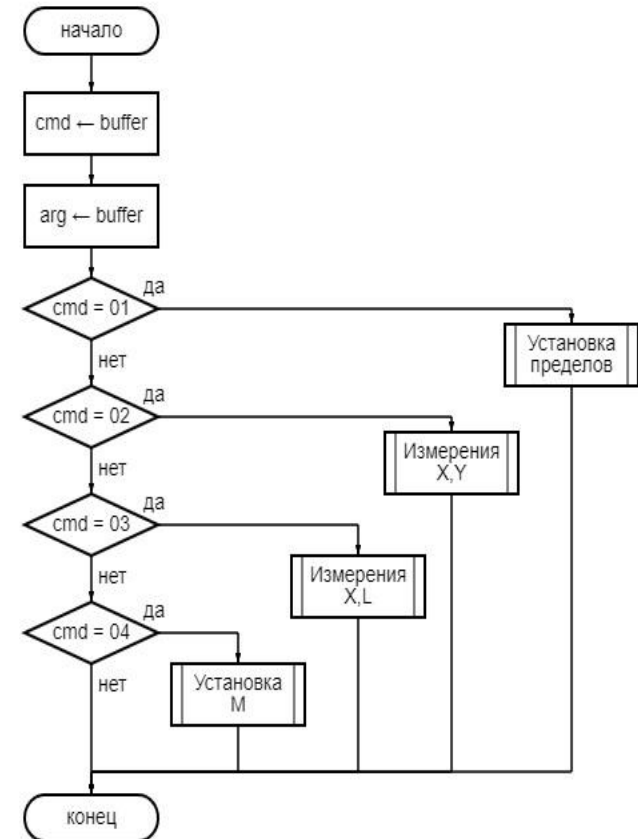 начало
cmd ← buffer
arg ← buffer
cmd = 01
да
Установка
пределов
нет
cmd = 02
да
Измерения
X,Y
нет
cmd = 03
да
Измерения
X,L
нет
cmd = 04
да
Установка
М
нет
конец